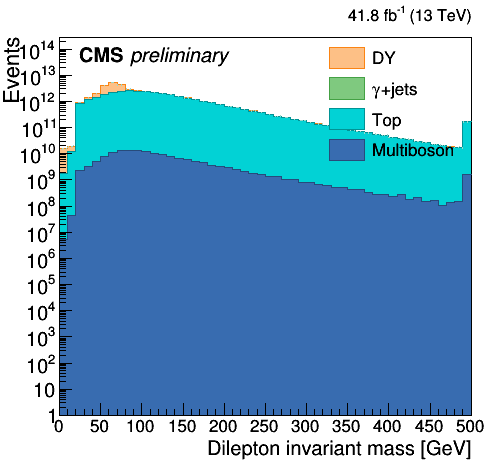 41.8 fb⁻¹ (13 TeV)
Events
CMS preliminary
DY
γ+jets
Top
Multiboson
10¹⁴
10¹³
10¹²
10¹¹
10¹⁰
10⁹
10⁸
10⁷
10⁶
10⁵
10⁴
10³
10²
10
1
0 50 100 150 200 250 300 350 400 450 500
Dilepton invariant mass [GeV]